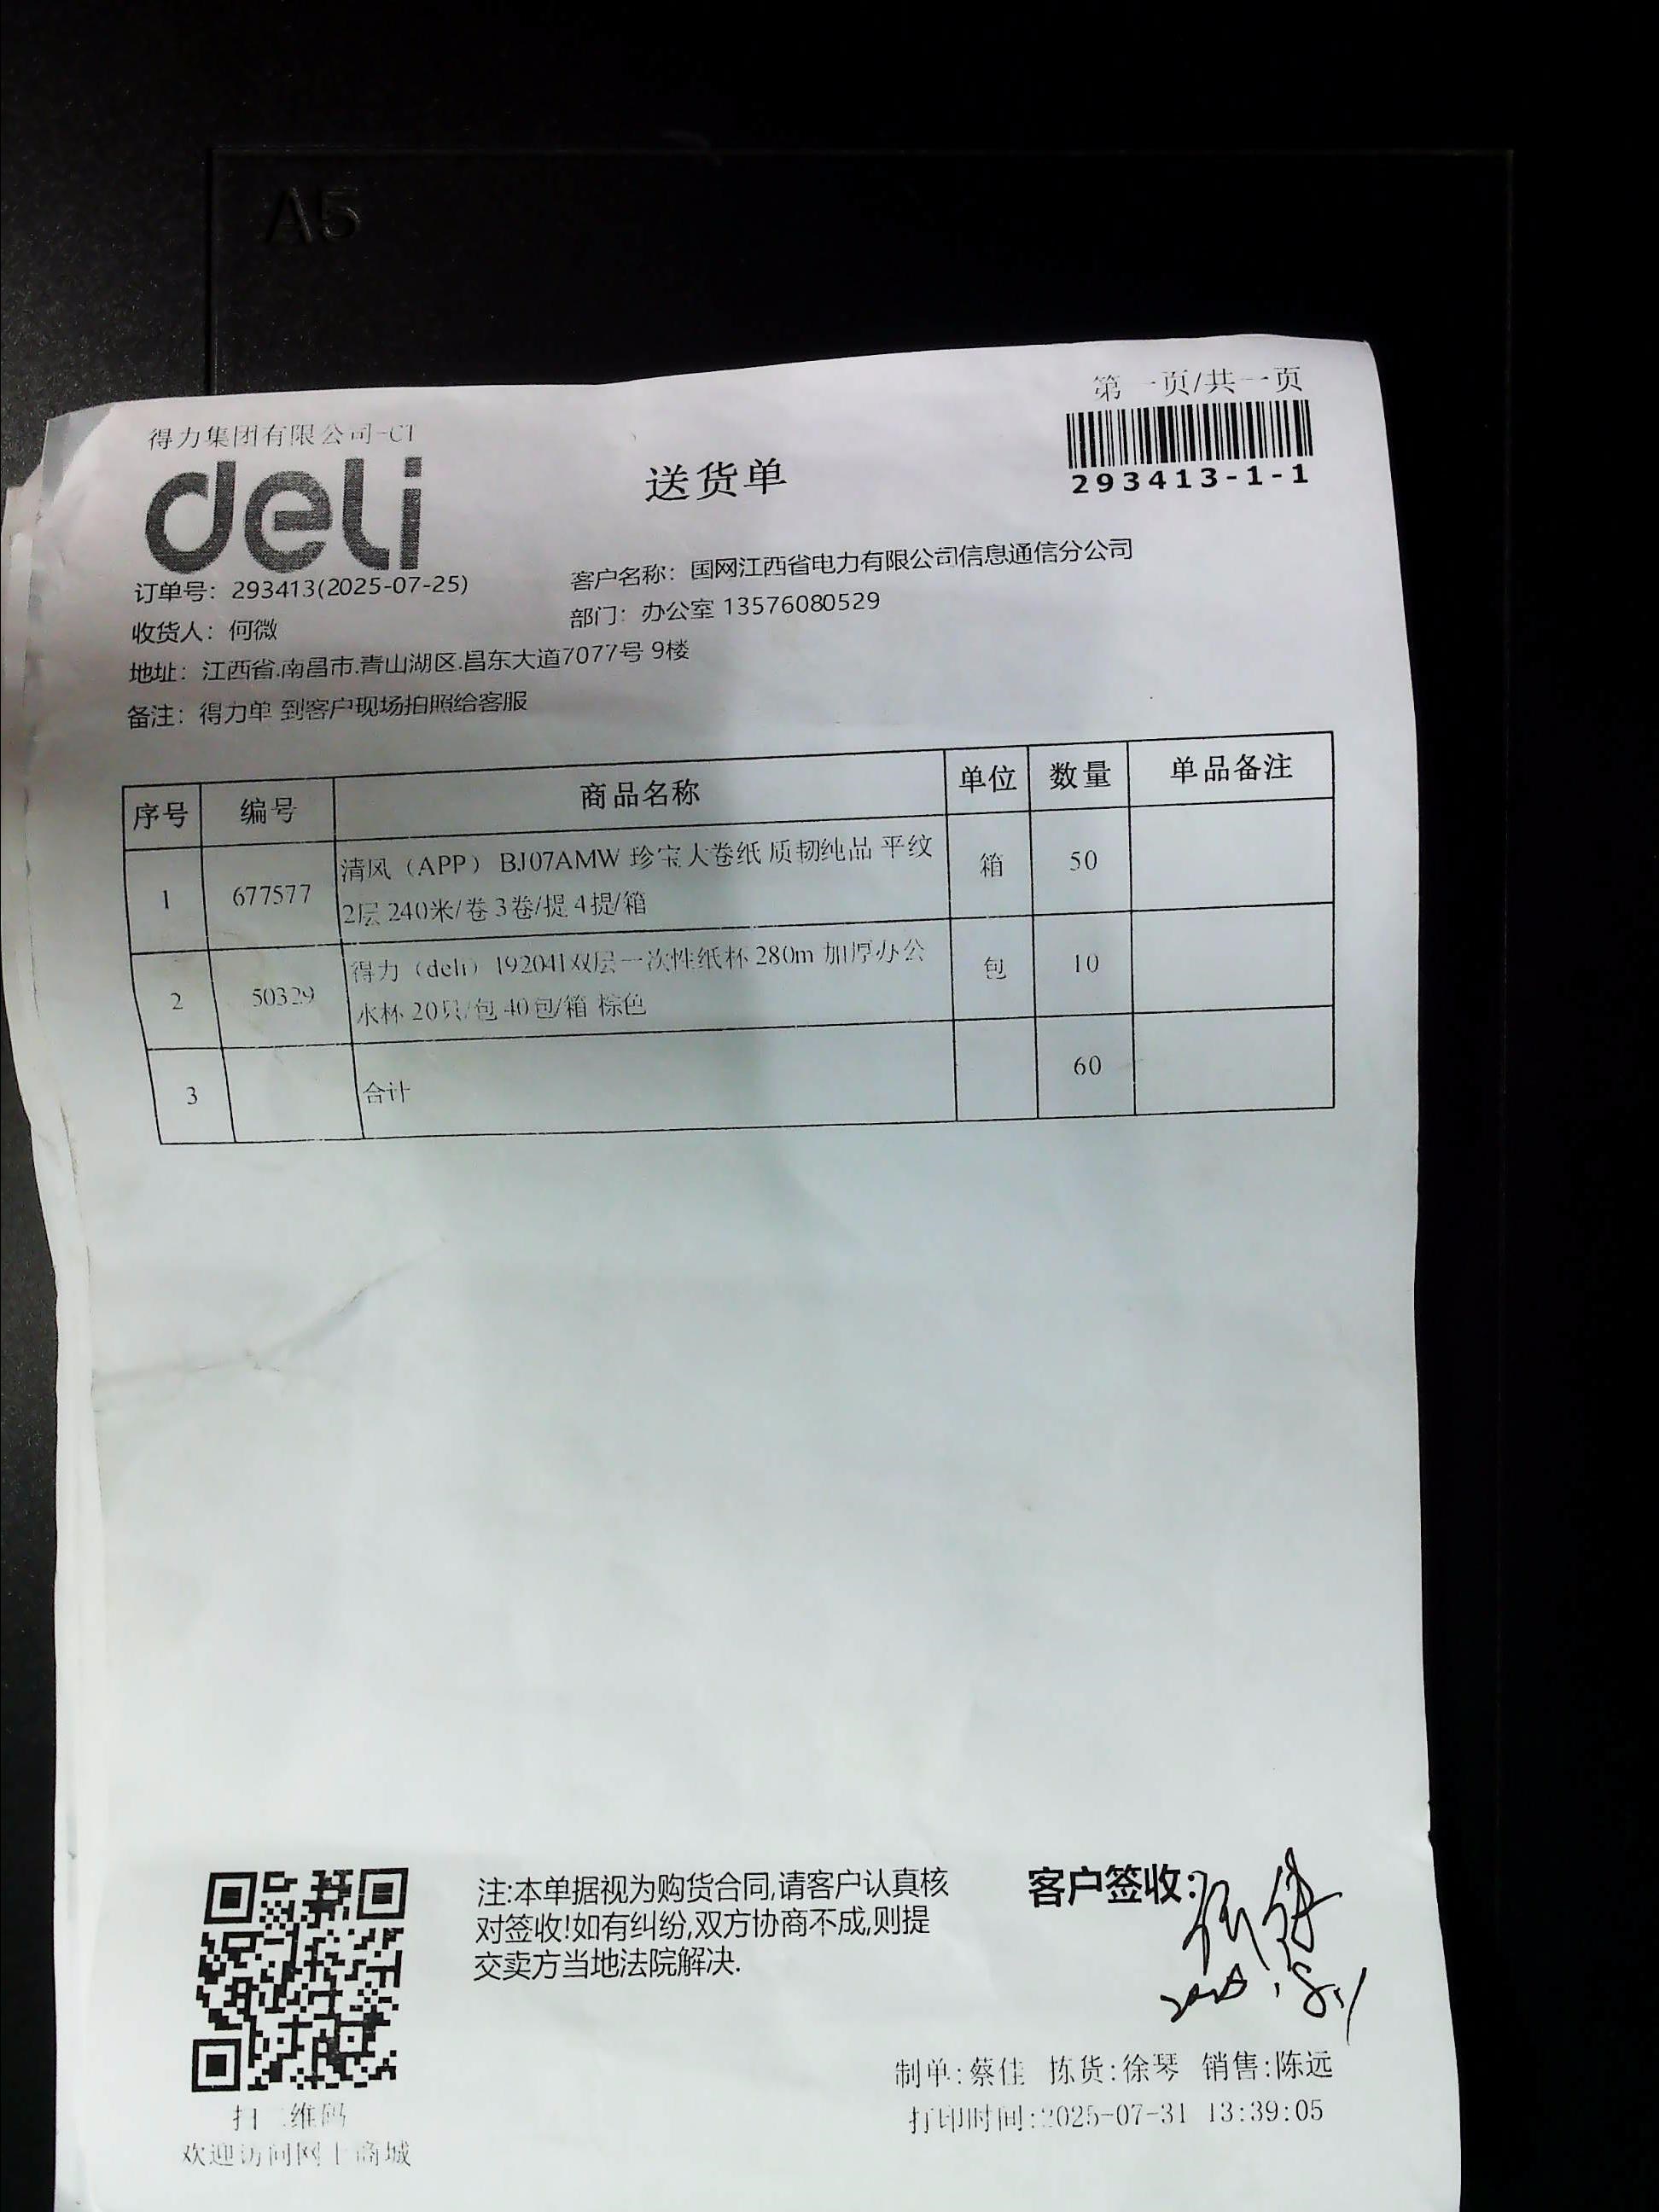 A5
第一页/共一页
得力集团有限公司-CT
deli
送货单
293413-1-1
订单号: 293413(2025-07-25)
客户名称: 国网江西省电力有限公司信息通信分公司
收货人: 何微
部门: 办公室 13576080529
地址: 江西省.南昌市.青山湖区.昌东大道7077号 9楼
备注: 得力单 到客户现场拍照给客服
序号 编号 商品名称 单位 数量 单品备注
1 677577 清风（APP） BJ07AMW 珍宝大卷纸 质韧纯品 平纹 箱 50
2层 240米/卷 3卷/提 4提/箱
2 50329 得力（deli）192041双层一次性纸杯 280m 加厚办公 包 10
水杯 20只/包 40包/箱 棕色
3 合计 60
注:本单据视为购货合同,请客户认真核
对签收!如有纠纷,双方协商不成,则提
交卖方当地法院解决.
客户签收:
制单:蔡佳 拣货:徐琴 销售:陈远
打印时间:2025-07-31 13:39:05
扫二维码
欢迎访问网上商城